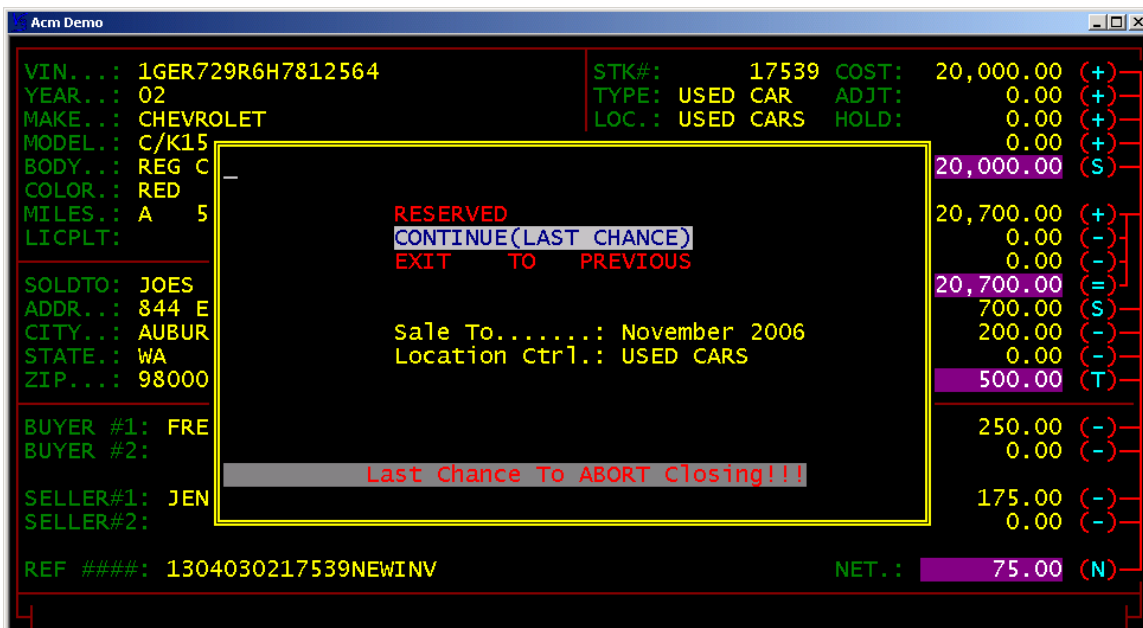 Acm Demo
VIN...: 1GER729R6H7812564 STK#: 17539 COST: 20,000.00 (+)
YEAR..: 02 TYPE: USED CAR ADJT: 0.00 (+)
MAKE..: CHEVROLET LOC.: USED CARS HOLD: 0.00 (+)
MODEL.: C/K15 0.00 (+)
BODY..: REG C 20,000.00 (S)
COLOR.: RED
MILES.: A 5 RESERVED 20,700.00 (+)
LICPLT: CONTINUE(LAST CHANCE) 0.00 (-)
EXIT TO PREVIOUS 0.00 (-)
SOLDTO: JOES 20,700.00 (=)
ADDR..: 844 E 700.00 (S)
CITY..: AUBUR Sale To.......: November 2006 200.00 (-)
STATE.: WA Location Ctrl.: USED CARS 0.00 (-)
ZIP...: 98000 500.00 (T)
BUYER #1: FRE 250.00 (-)
BUYER #2: 0.00 (-)
Last Chance To ABORT Closing!!!
SELLER#1: JEN 175.00 (-)
SELLER#2: 0.00 (-)
REF ####: 1304030217539NEWINV NET.: 75.00 (N)